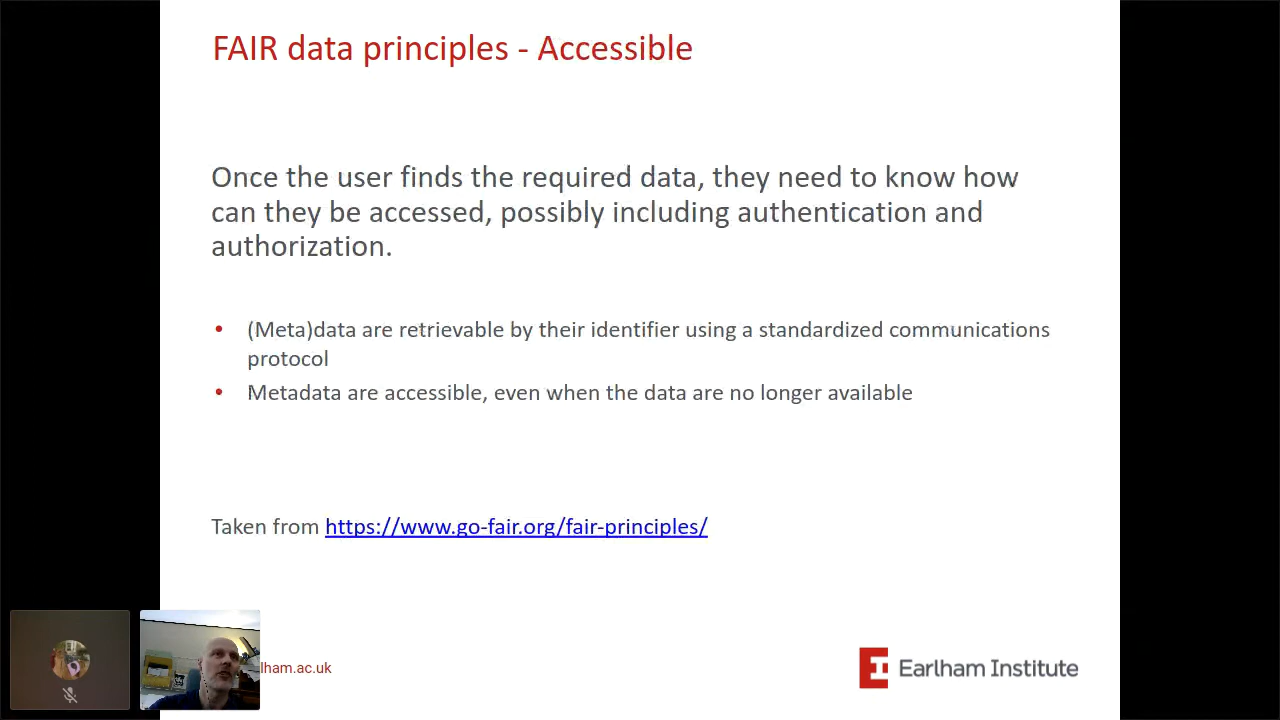 FAIR data principles - Accessible
Once the user finds the required data, they need to know how
can they be accessed, possibly including authentication and
authorization.
• (Meta)data are retrievable by their identifier using a standardized communications
protocol
• Metadata are accessible, even when the data are no longer available
Taken from https://www.go-fair.org/fair-principles/
lham.ac.uk
Earlham Institute